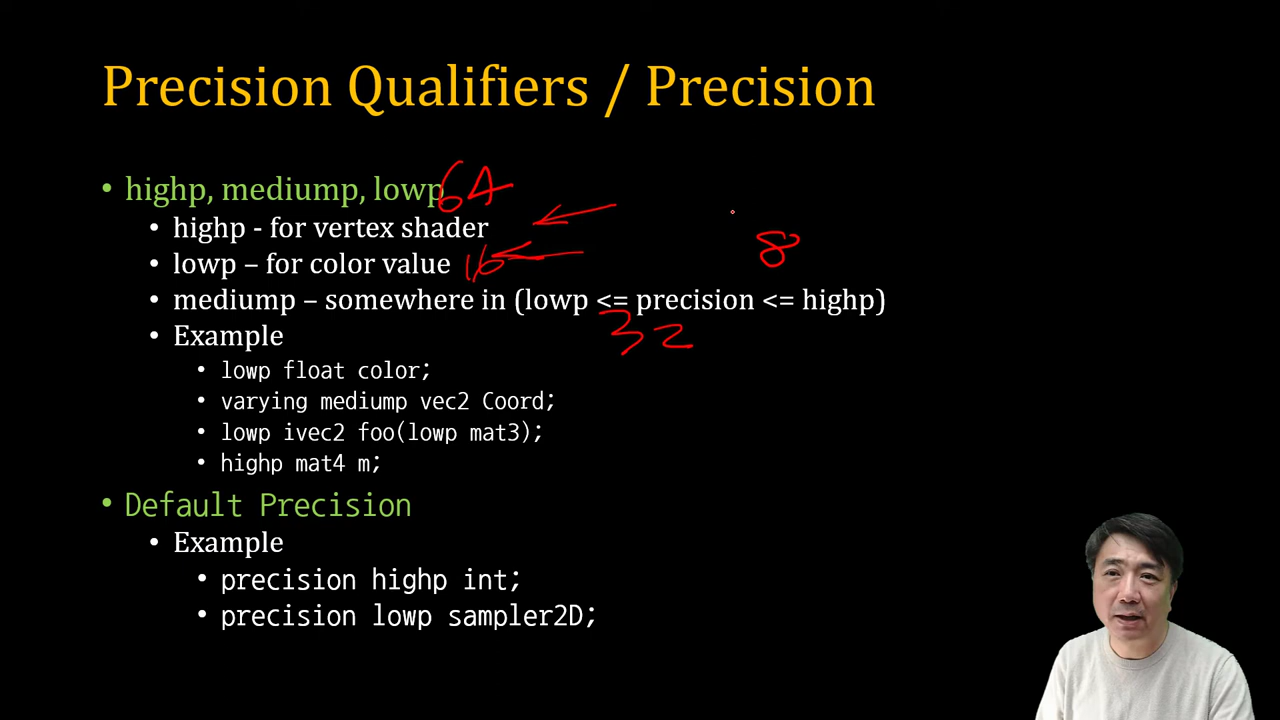 Precision Qualifiers / Precision
• highp, mediump, lowp 64
• highp - for vertex shader
8
• lowp – for color value 16
• mediump – somewhere in (lowp <= precision <= highp)
32
• Example
• lowp float color;
• varying mediump vec2 Coord;
• lowp ivec2 foo(lowp mat3);
• highp mat4 m;
• Default Precision
• Example
• precision highp int;
• precision lowp sampler2D;